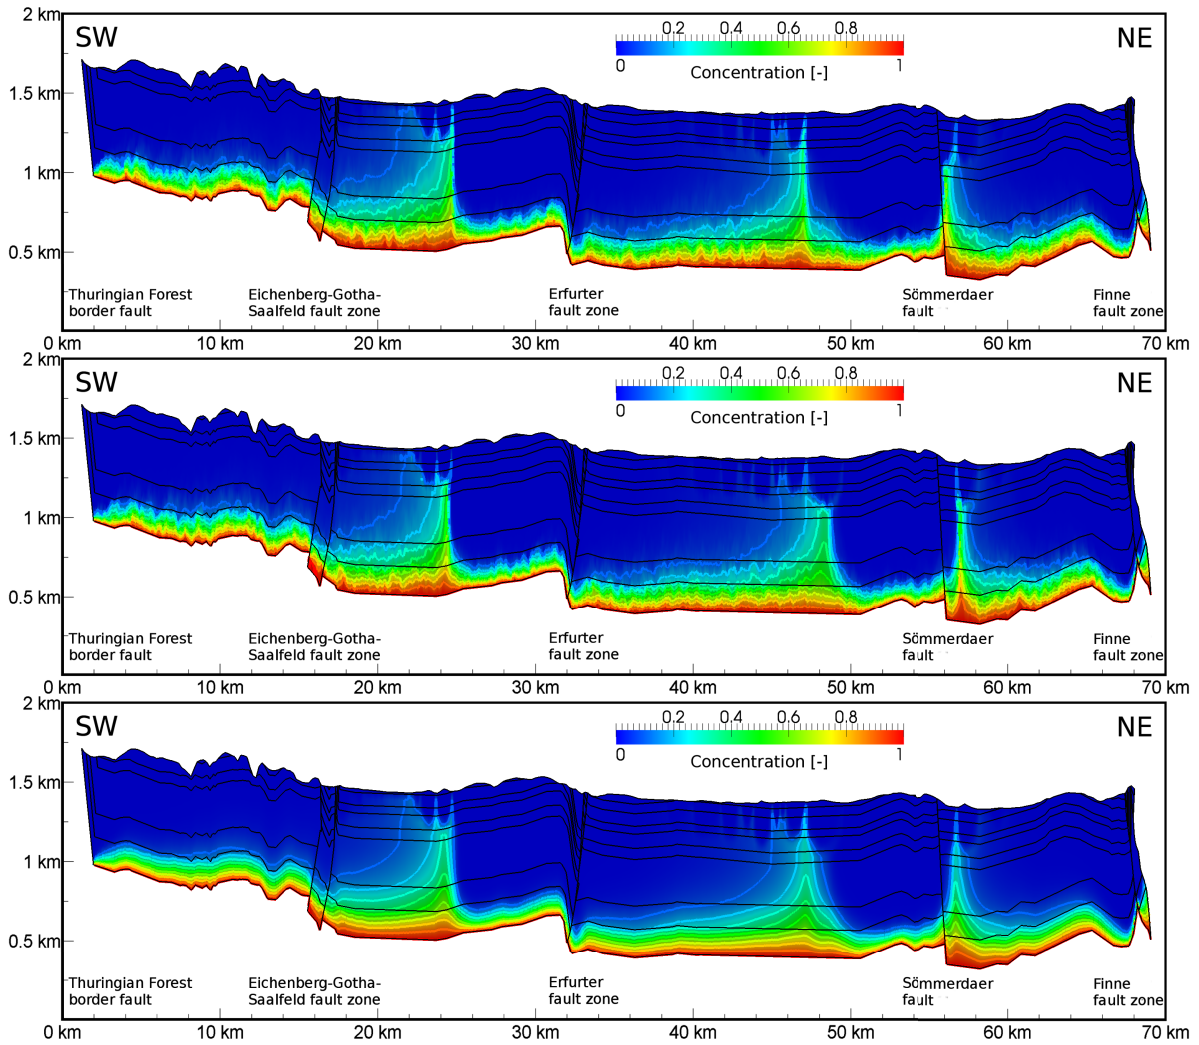 2 km
SW
0.2 0.4 0.6 0.8
NE
0 1
Concentration [-]
1.5 km
1 km
0.5 km
Thuringian Forest
border fault
Eichenberg-Gotha-
Saalfeld fault zone
Erfurter
fault zone
Sömmerdaer
fault
Finne
fault zone
0 km 10 km 20 km 30 km 40 km 50 km 60 km 70 km
2 km
SW
0.2 0.4 0.6 0.8
NE
0 1
Concentration [-]
1.5 km
1 km
0.5 km
Thuringian Forest
border fault
Eichenberg-Gotha-
Saalfeld fault zone
Erfurter
fault zone
Sömmerdaer
fault
Finne
fault zone
0 km 10 km 20 km 30 km 40 km 50 km 60 km 70 km
2 km
SW
0.2 0.4 0.6 0.8
NE
0 1
Concentration [-]
1.5 km
1 km
0.5 km
Thuringian Forest
border fault
Eichenberg-Gotha-
Saalfeld fault zone
Erfurter
fault zone
Sömmerdaer
fault
Finne
fault zone
0 km 10 km 20 km 30 km 40 km 50 km 60 km 70 km